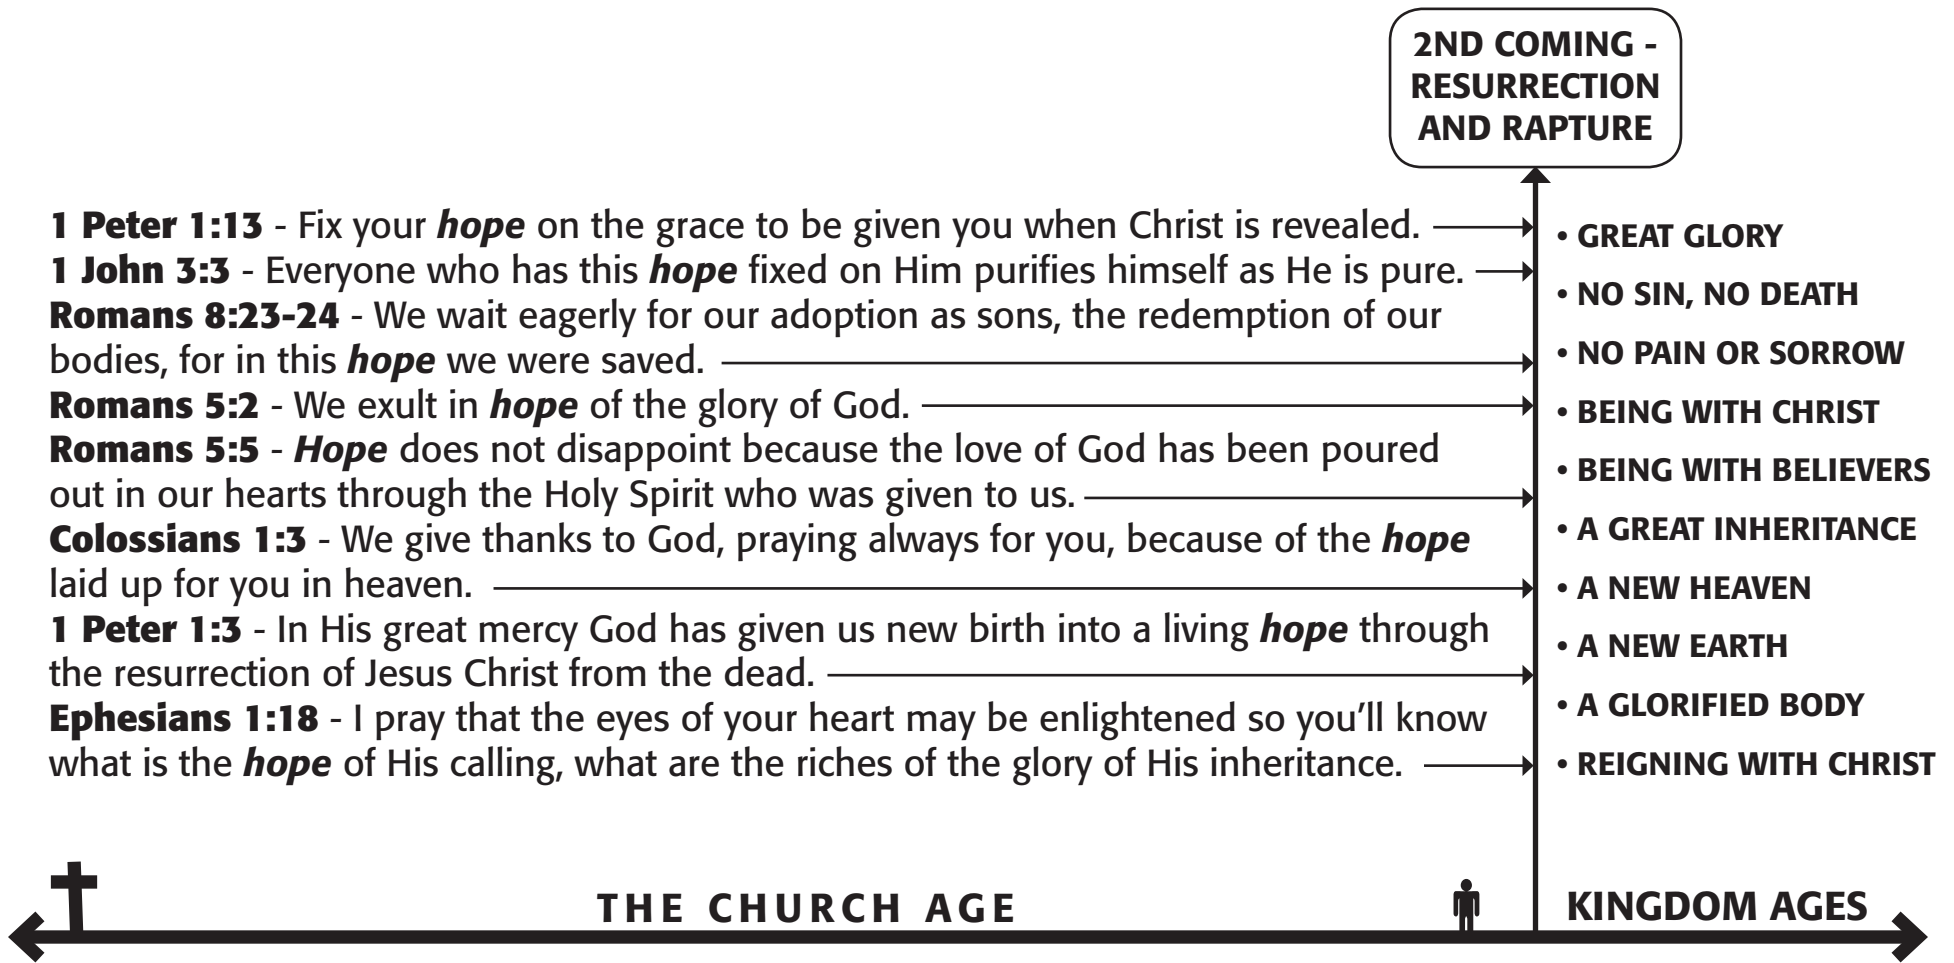 2ND COMING -
RESURRECTION
AND RAPTURE
1 Peter 1:13 - Fix your hope on the grace to be given you when Christ is revealed.
1 John 3:3 - Everyone who has this hope fixed on Him purifies himself as He is pure.
Romans 8:23-24 - We wait eagerly for our adoption as sons, the redemption of our
bodies, for in this hope we were saved.
Romans 5:2 - We exult in hope of the glory of God.
Romans 5:5 - Hope does not disappoint because the love of God has been poured
out in our hearts through the Holy Spirit who was given to us.
Colossians 1:3 - We give thanks to God, praying always for you, because of the hope
laid up for you in heaven.
1 Peter 1:3 - In His great mercy God has given us new birth into a living hope through
the resurrection of Jesus Christ from the dead.
Ephesians 1:18 - I pray that the eyes of your heart may be enlightened so you'll know
what is the hope of His calling, what are the riches of the glory of His inheritance.
• GREAT GLORY
• NO SIN, NO DEATH
• NO PAIN OR SORROW
• BEING WITH CHRIST
• BEING WITH BELIEVERS
• A GREAT INHERITANCE
• A NEW HEAVEN
• A NEW EARTH
• A GLORIFIED BODY
• REIGNING WITH CHRIST
THE CHURCH AGE
KINGDOM AGES